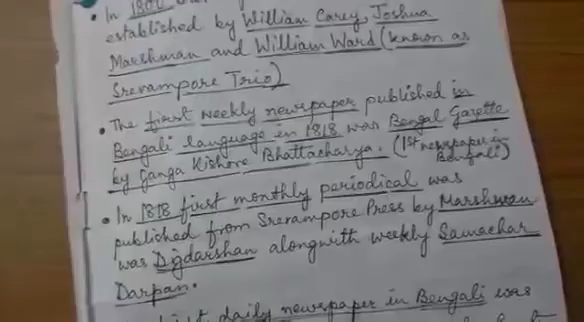 • In 1800
established by William Carey, Joshua
Marshman and William Ward (known as
Srerampore Trio)
• The first weekly newspaper published in
Bengali language in 1818 was Bengal Gazette
by Ganga Kishore Bhattacharya. (1st newspaper in
Bengali)
• In 1818 first monthly periodical was
published from Srerampore Press by Marshman
was Digdarshan alongwith weekly Samachar
Darpan.
daily newspaper in Bengali was